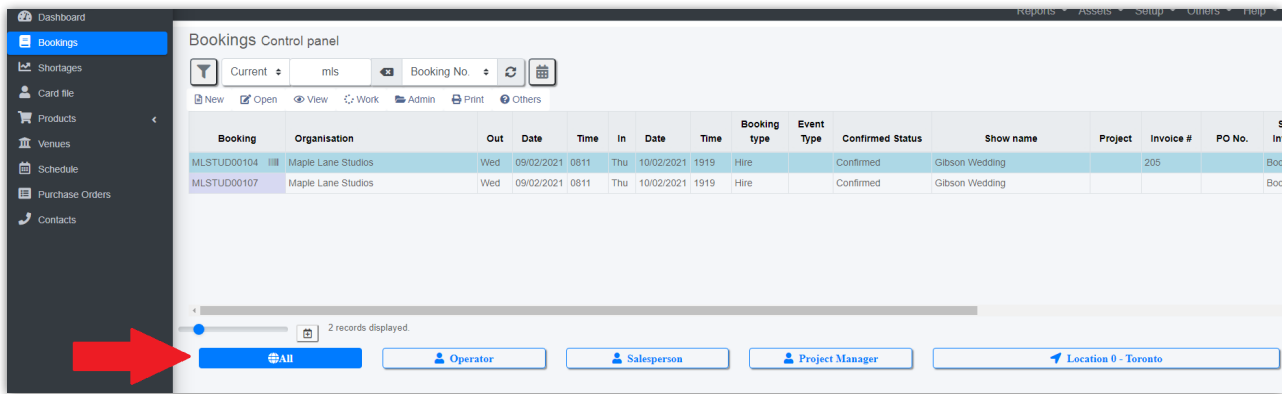 Dashboard
Reports Assets Setup Others Help
Bookings
Shortages
Card file
Products
Venues
Schedule
Purchase Orders
Contacts
Bookings Control panel
Current mls Booking No.
New Open View Work Admin Print Others
Booking Organisation Out Date Time In Date Time Booking type Event Type Confirmed Status Show name Project Invoice # PO No.
MLSTUD00104 Maple Lane Studios Wed 09/02/2021 0811 Thu 10/02/2021 1919 Hire Confirmed Gibson Wedding 205 Boo
MLSTUD00107 Maple Lane Studios Wed 09/02/2021 0811 Thu 10/02/2021 1919 Hire Confirmed Gibson Wedding Boo
2 records displayed.
All Operator Salesperson Project Manager Location 0 - Toronto